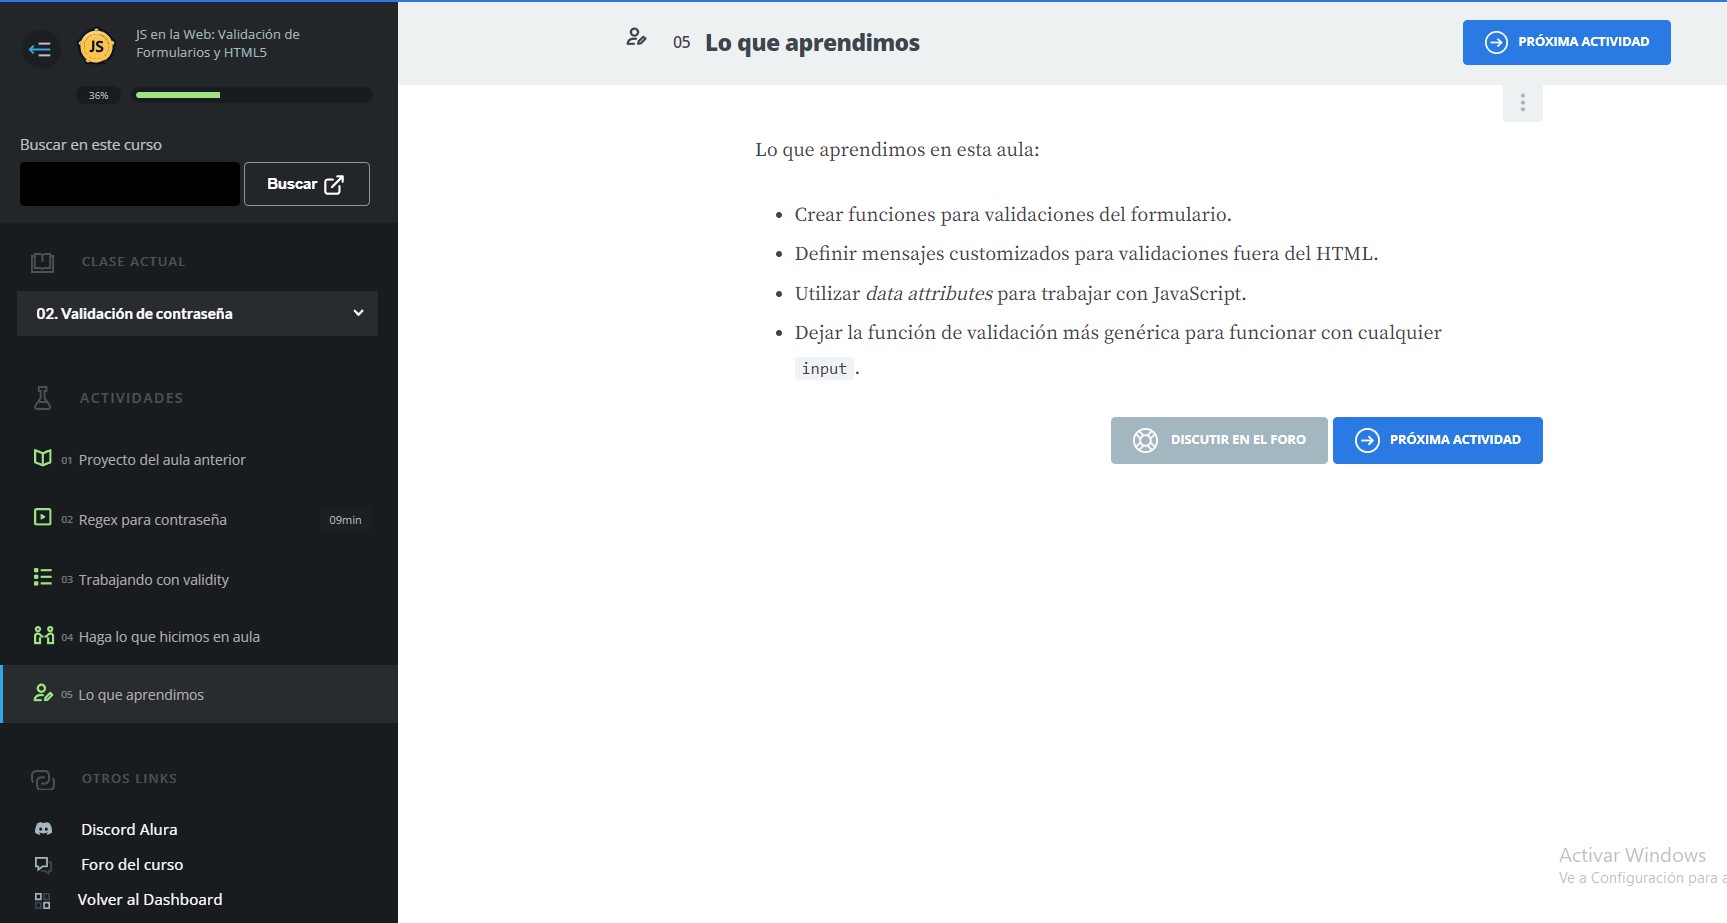 JS
JS en la Web: Validación de
Formularios y HTML5
36%
Buscar en este curso
Buscar
CLASE ACTUAL
02. Validación de contraseña
ACTIVIDADES
01 Proyecto del aula anterior
02 Regex para contraseña 09min
03 Trabajando con validity
04 Haga lo que hicimos en aula
05 Lo que aprendimos
OTROS LINKS
Discord Alura
Foro del curso
Volver al Dashboard
05 Lo que aprendimos
PRÓXIMA ACTIVIDAD
Lo que aprendimos en esta aula:
• Crear funciones para validaciones del formulario.
• Definir mensajes customizados para validaciones fuera del HTML.
• Utilizar data attributes para trabajar con JavaScript.
• Dejar la función de validación más genérica para funcionar con cualquier
input.
DISCUTIR EN EL FORO
PRÓXIMA ACTIVIDAD
Activar Windows
Ve a Configuración para a